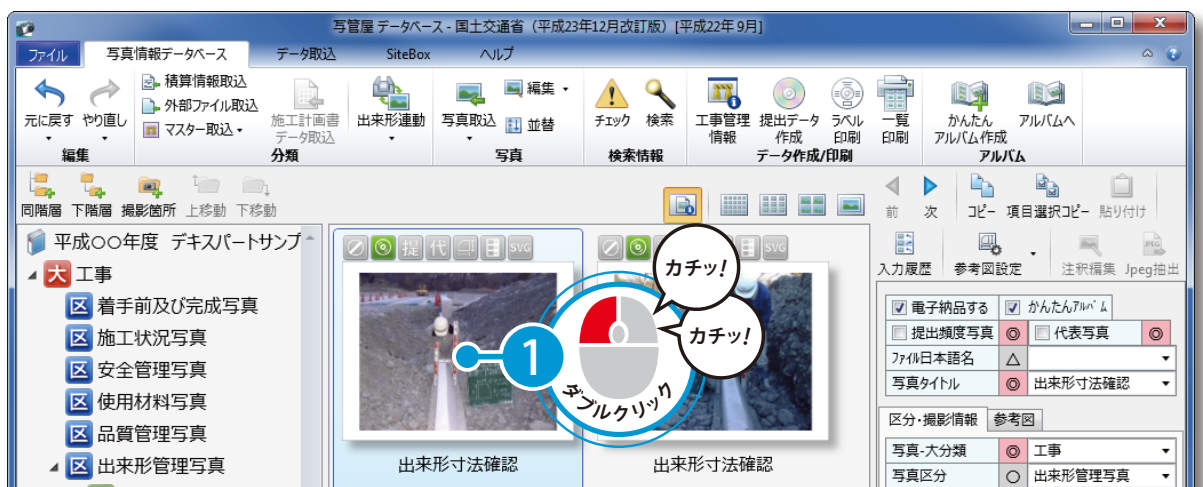 写管屋 データベース - 国土交通省（平成23年12月改訂版）[平成22年 9月]
ファイル 写真情報データベース データ取込 SiteBox ヘルプ
元に戻す やり直し
積算情報取込
外部ファイル取込
マスター取込
施工計画書
データ取込
出来形連動
写真取込
編集
並替
チェック 検索
工事管理
情報
提出データ
作成
ラベル
印刷
一覧
印刷
かんたん
アルバム作成
アルバムへ
編集 分類 写真 検索情報 データ作成/印刷 アルバム
同階層 下階層 撮影箇所 上移動 下移動
前 次 コピー 項目選択コピー 貼り付け
入力履歴 参考図設定 注釈編集 Jpeg抽出
平成○○年度 デキスパートサンプ
大 工事
区 着手前及び完成写真
区 施工状況写真
区 安全管理写真
区 使用材料写真
区 品質管理写真
区 出来形管理写真
提 代 SVG
SVG
カチッ!
カチッ!
1
ダブルクリック
出来形寸法確認
出来形寸法確認
電子納品する かんたんアルバム
提出頻度写真 ◎ 代表写真 ◎
ファイル日本語名 △
写真タイトル ◎ 出来形寸法確認
区分・撮影情報 参考図
写真-大分類 ◎ 工事
写真区分 ○ 出来形管理写真